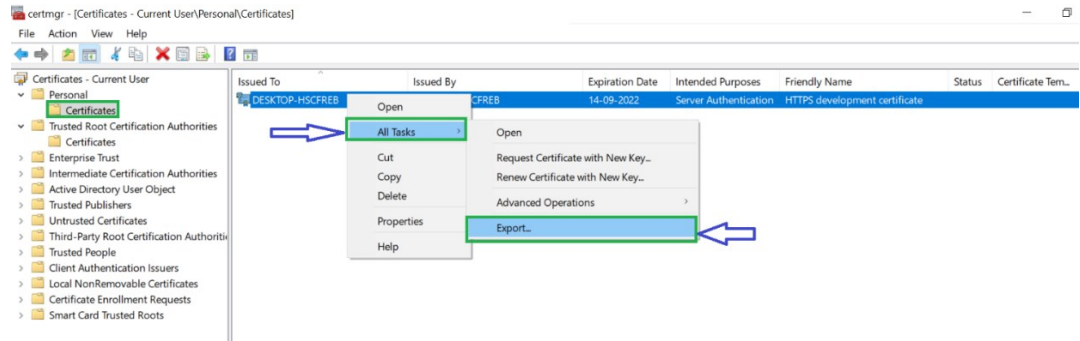 certmgr - [Certificates - Current User\Personal\Certificates]
File Action View Help
Certificates - Current User
Personal
Certificates
Trusted Root Certification Authorities
Certificates
Enterprise Trust
Intermediate Certification Authorities
Active Directory User Object
Trusted Publishers
Untrusted Certificates
Third-Party Root Certification Authoriti
Trusted People
Client Authentication Issuers
Local NonRemovable Certificates
Certificate Enrollment Requests
Smart Card Trusted Roots
Issued To Issued By Expiration Date Intended Purposes Friendly Name Status Certificate Tem...
DESKTOP-HSCFREB CFREB 14-09-2022 Server Authentication HTTPS development certificate
Open
All Tasks
Cut
Copy
Delete
Properties
Help
Open
Request Certificate with New Key...
Renew Certificate with New Key...
Advanced Operations
Export...